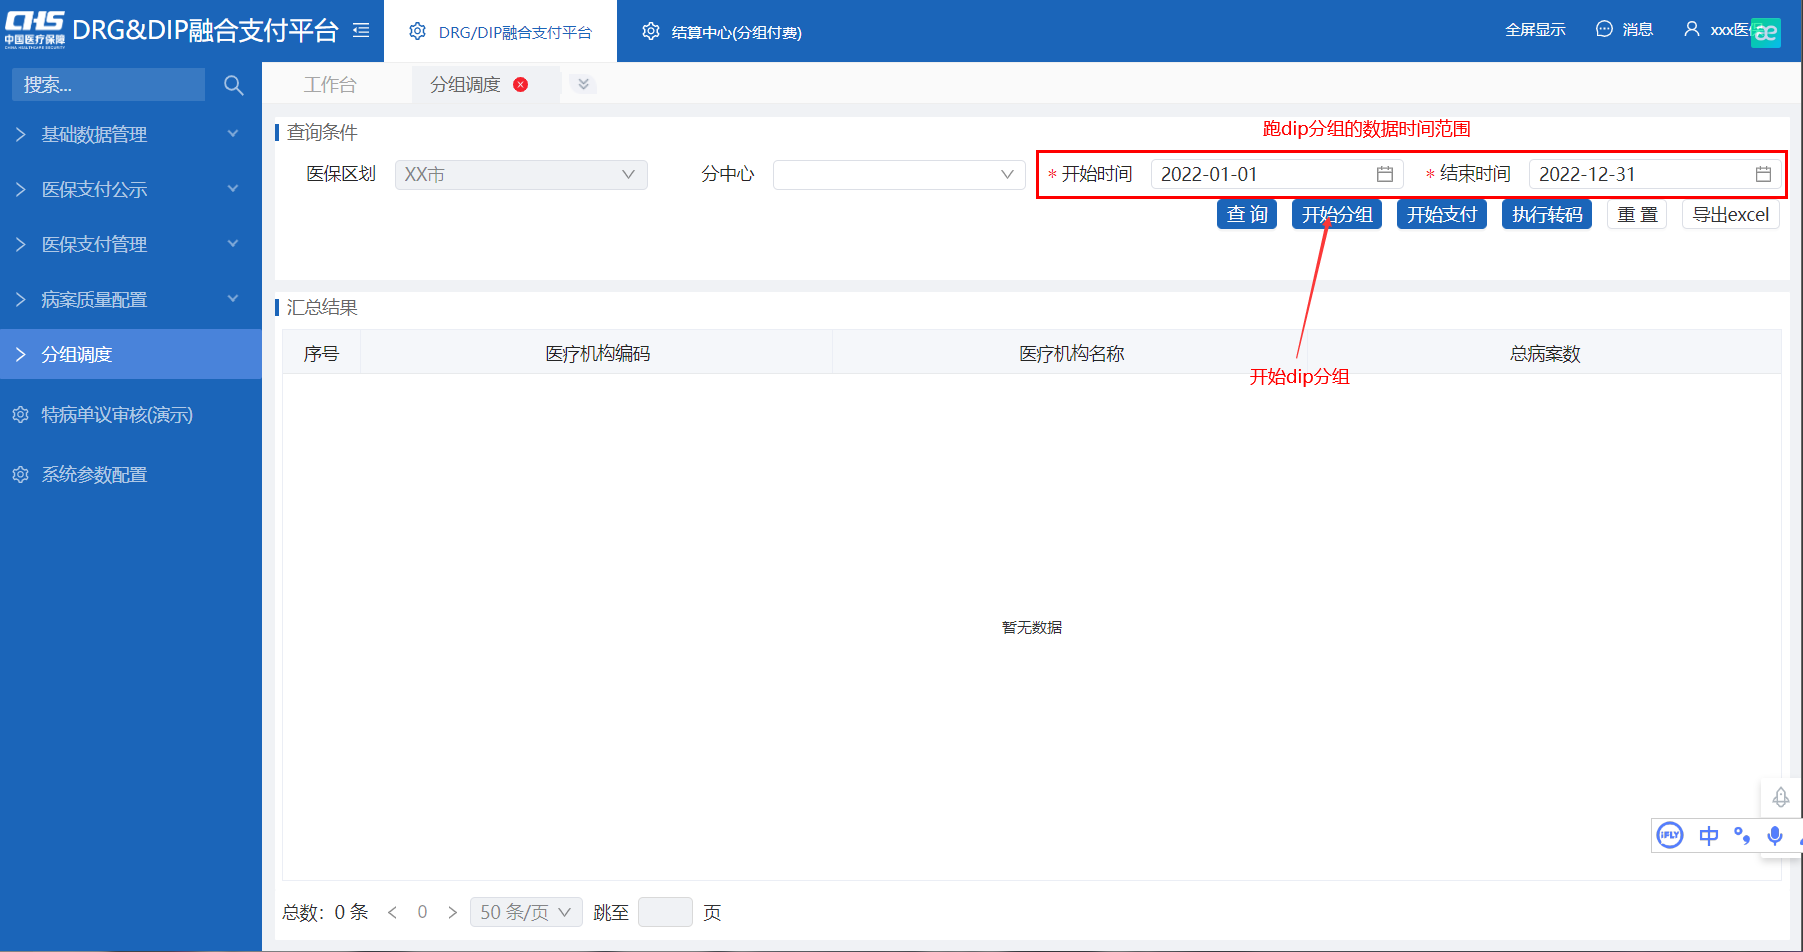 CHS
中国医疗保障
CHINA HEALTHCARE SECURITY
DRG&DIP融合支付平台
DRG/DIP融合支付平台
结算中心(分组付费)
全屏显示
消息
xxx医
搜索...
工作台
分组调度
基础数据管理
医保支付公示
医保支付管理
病案质量配置
分组调度
特病单议审核(演示)
系统参数配置
查询条件
跑dip分组的数据时间范围
医保区划 XX市 分中心 * 开始时间 2022-01-01 * 结束时间 2022-12-31
查 询 开始分组 开始支付 执行转码 重 置 导出excel
汇总结果
序号 医疗机构编码 医疗机构名称 总病案数
开始dip分组
暂无数据
iFLY 中
总数：0 条 < 0 > 50 条/页 跳至 页